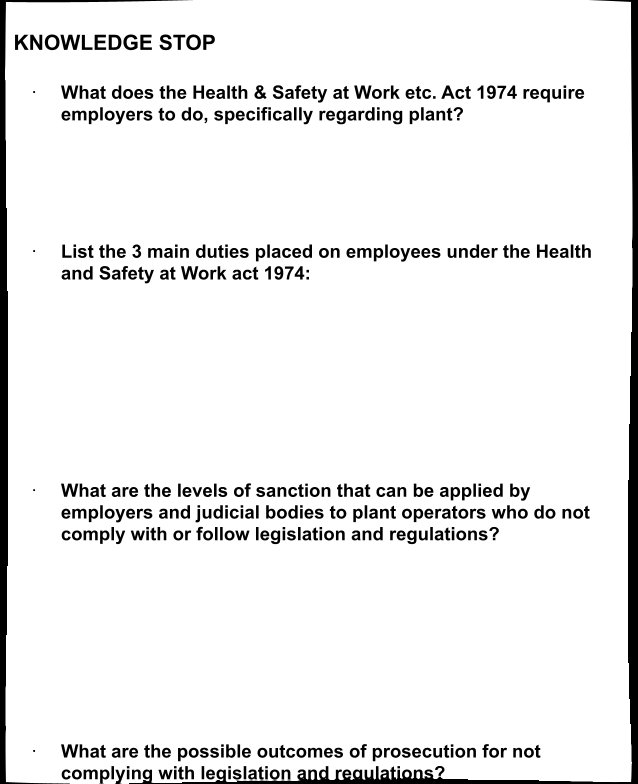 KNOWLEDGE STOP
· What does the Health & Safety at Work etc. Act 1974 require
employers to do, specifically regarding plant?
· List the 3 main duties placed on employees under the Health
and Safety at Work act 1974:
· What are the levels of sanction that can be applied by
employers and judicial bodies to plant operators who do not
comply with or follow legislation and regulations?
· What are the possible outcomes of prosecution for not
complying with legislation and regulations?